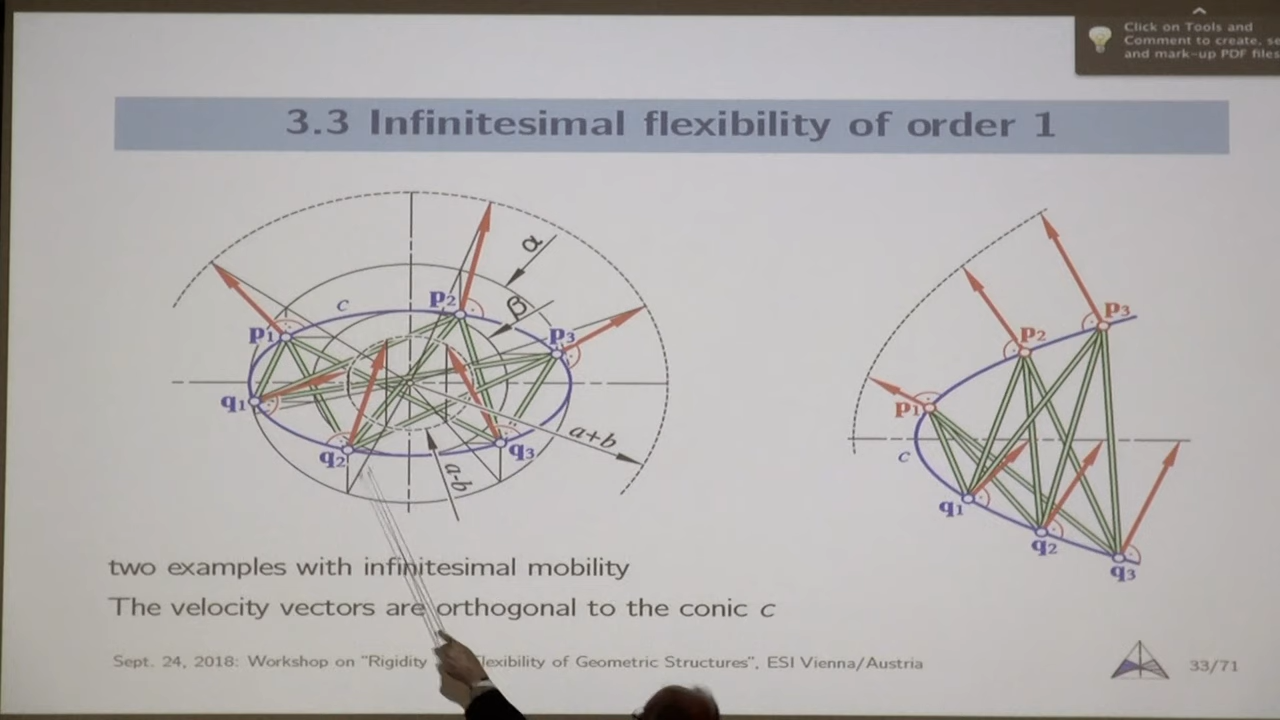 Click on Tools and
Comment to create,
and mark-up PDF files
3.3 Infinitesimal flexibility of order 1
α
β
c
p1
p2
p3
q1
q2
q3
a+b
a-b
p3
p2
p1
c
q1
q2
q3
two examples with infinitesimal mobility
The velocity vectors are orthogonal to the conic c
Sept. 24, 2018: Workshop on "Rigidity Flexibility of Geometric Structures", ESI Vienna/Austria
33/71